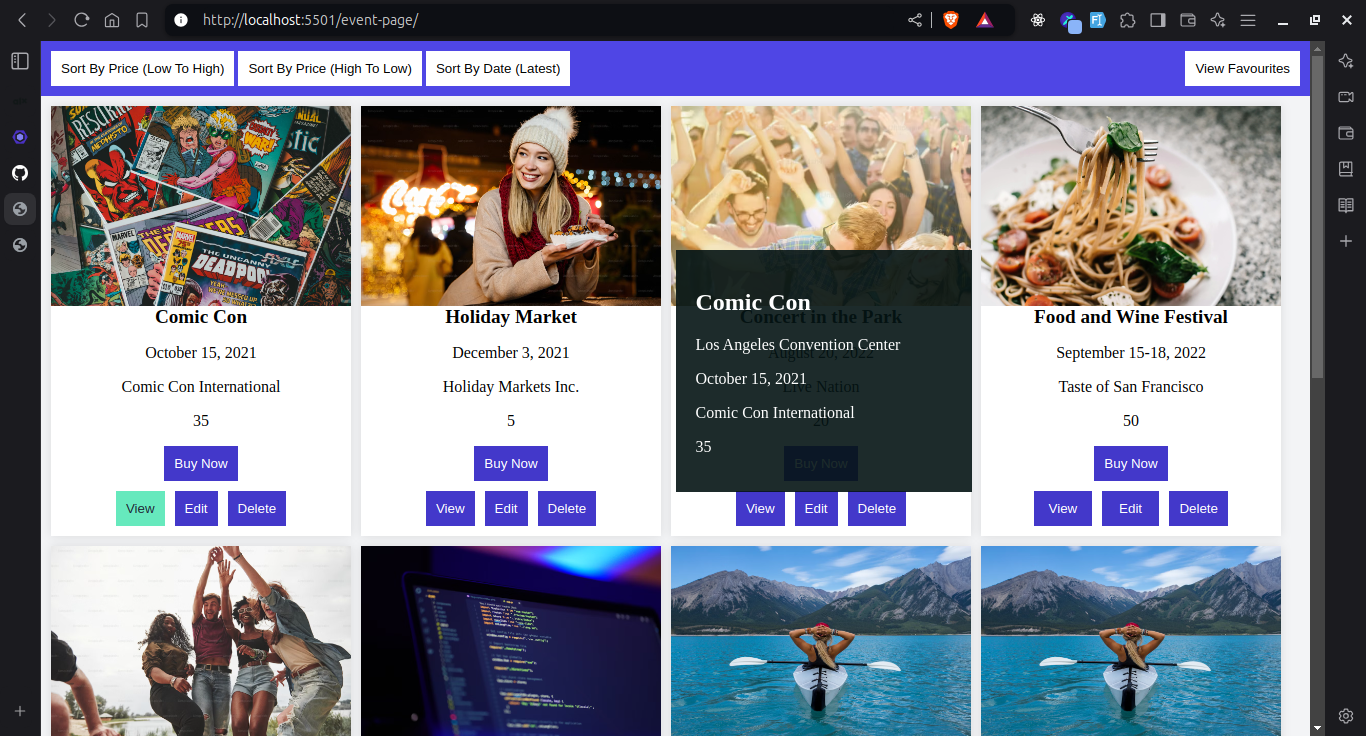 http://localhost:5501/event-page/
Sort By Price (Low To High)
Sort By Price (High To Low)
Sort By Date (Latest)
View Favourites
Comic Con
October 15, 2021
Comic Con International
35
Buy Now
View
Edit
Delete
Holiday Market
December 3, 2021
Holiday Markets Inc.
5
Buy Now
View
Edit
Delete
Concert in the Park
August 20, 2022
Live Nation
20
Buy Now
View
Edit
Delete
Comic Con
Los Angeles Convention Center
October 15, 2021
Comic Con International
35
Food and Wine Festival
September 15-18, 2022
Taste of San Francisco
50
Buy Now
View
Edit
Delete
MARVEL
MARVEL
THE UNCANNY
DEADPOOL